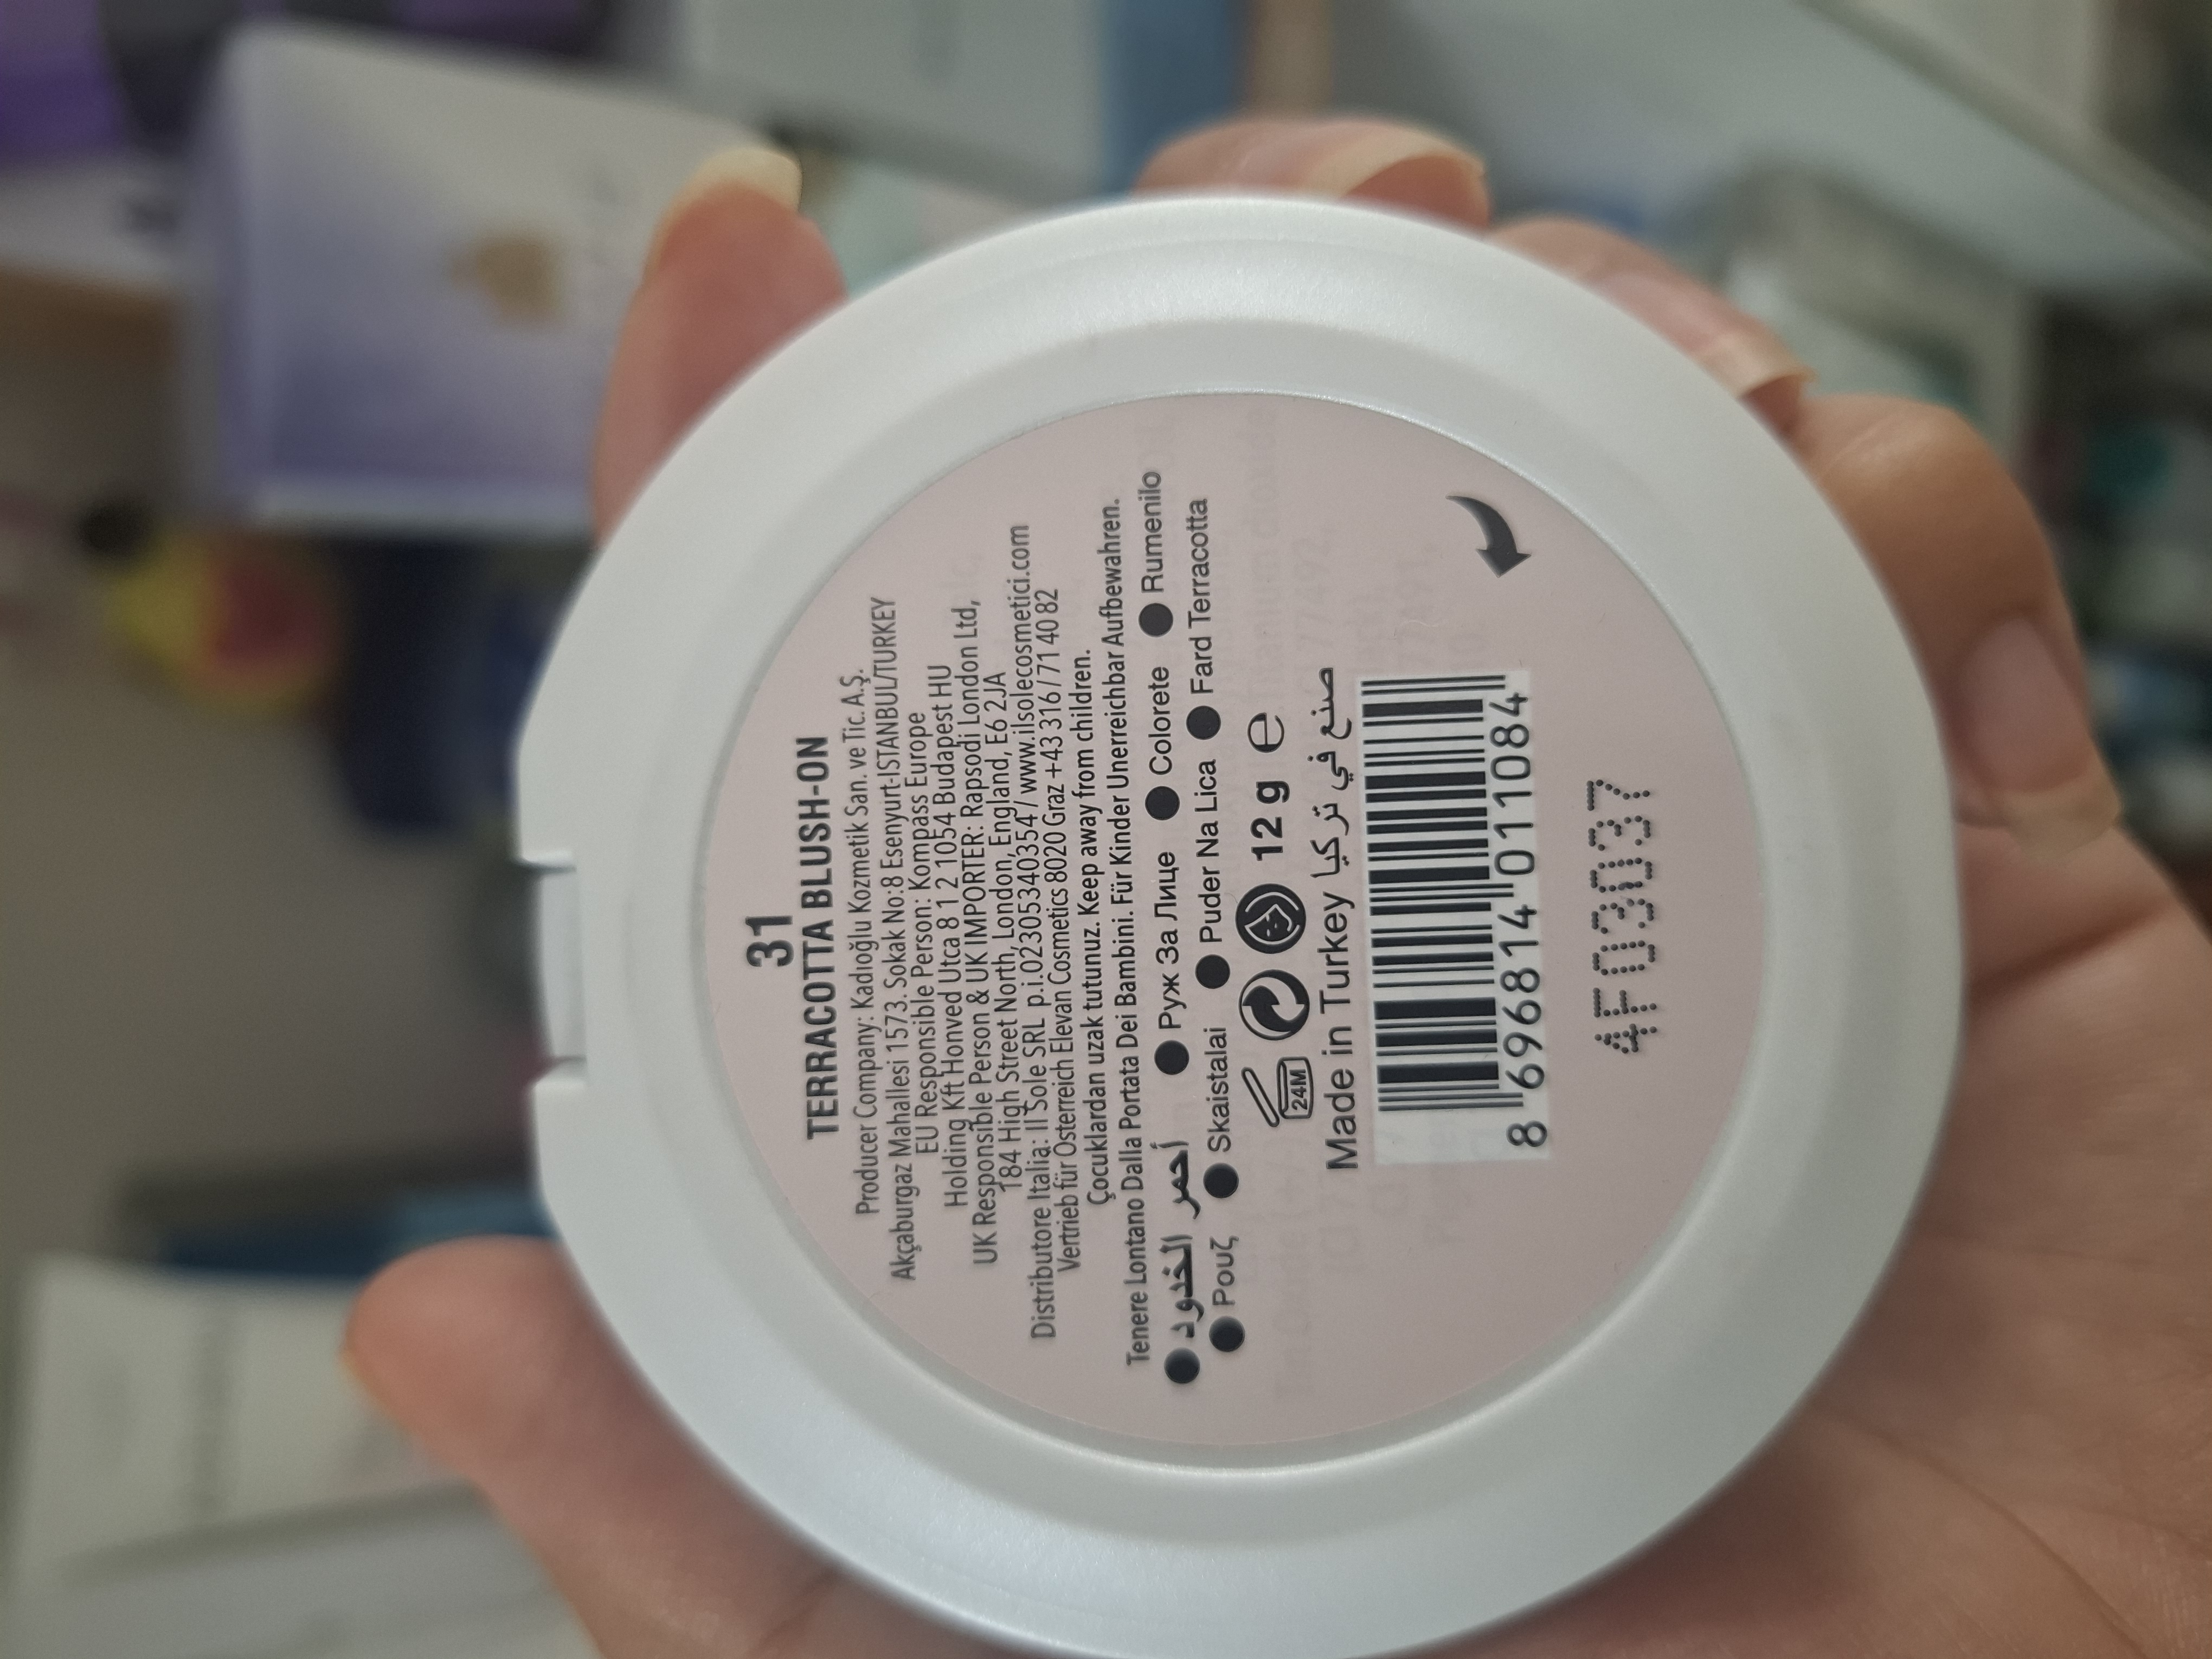 31
TERRACOTTA BLUSH-ON
Producer Company: Kadıoğlu Kozmetik San. ve Tic. A.Ş.
Akçaburgaz Mahallesi 1573. Sokak No:8 Esenyurt-ISTANBUL/TURKEY
EU Responsible Person: Kompass Europe
Holding Kft Honved Utca 8 1 2 1054 Budapest HU
UK Responsible Person & UK IMPORTER: Rapsodi London Ltd,
184 High Street North, London, England, E6 2JA
Distributore Italia: Il Sole SRL p.i.02305340354 / www.ilsolecosmetici.com
Vertrieb für Österreich Elevan Cosmetics 8020 Graz +43 316 / 71 40 82
Çocuklardan uzak tutunuz. Keep away from children.
Tenere Lontano Dalla Portata Dei Bambini. Für Kinder Unerreichbar Aufbewahren.
● أحمر الخدود ● Руж За Лице ● Colorete ● Rumenilo
● Ρουζ ● Skaistalai ● Puder Na Lica ● Fard Terracotta
24M 12 g e
Made in Turkey صنع في تركيا
8 696814 011084
4F03037